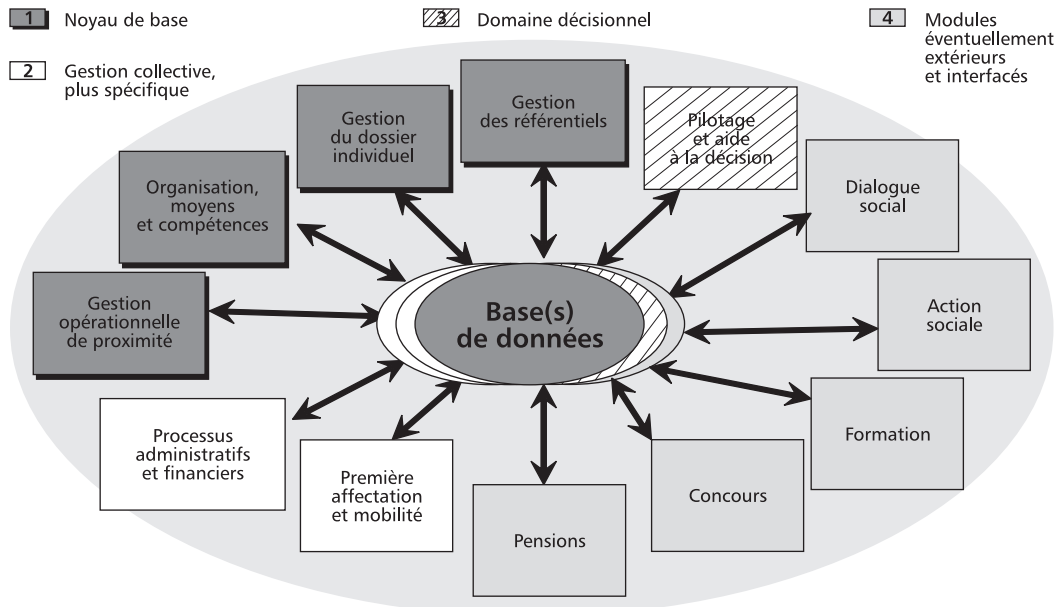 1 Noyau de base
2 Gestion collective,
plus spécifique
3 Domaine décisionnel
4 Modules
éventuellement
extérieurs
et interfacés
Gestion
des référentiels
Gestion
du dossier
individuel
Pilotage
et aide
à la décision
Organisation,
moyens
et compétences
Dialogue
social
Gestion
opérationnelle
de proximité
Base(s)
de données
Action
sociale
Processus
administratifs
et financiers
Première
affectation
et mobilité
Pensions
Concours
Formation